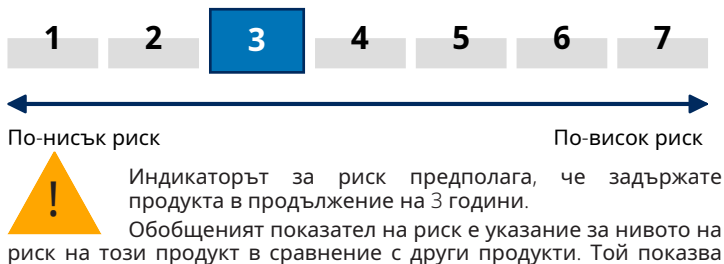 1 2 3 4 5 6 7
По-нисък риск По-висок риск
!
Индикаторът за риск предполага, че задържате
продукта в продължение на 3 години.
Обобщеният показател на риск е указание за нивото на
риск на този продукт в сравнение с други продукти. Той показва